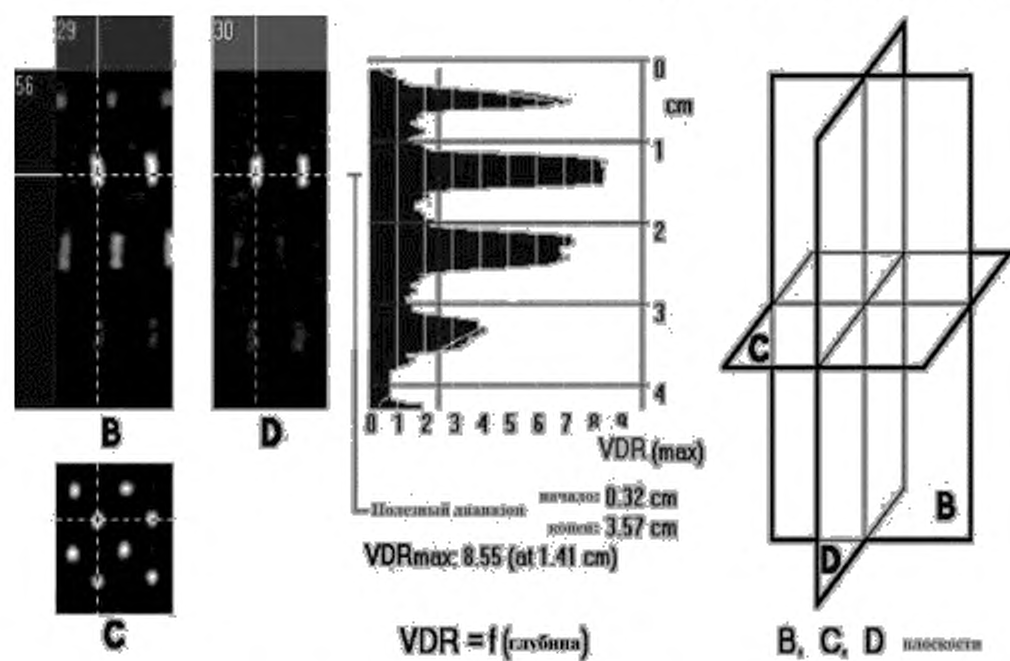 29
30
56
B
D
C
0
cm
1
2
3
4
0 1 2 3 4 5 6 7 8 9
VDR (max)
Полезный диапазон
начало: 0.32 cm
конец: 3.57 cm
VDRmax: 8.55 (at 1.41 cm)
VDR = f (глубина)
C
B
D
B, C, D плоскости